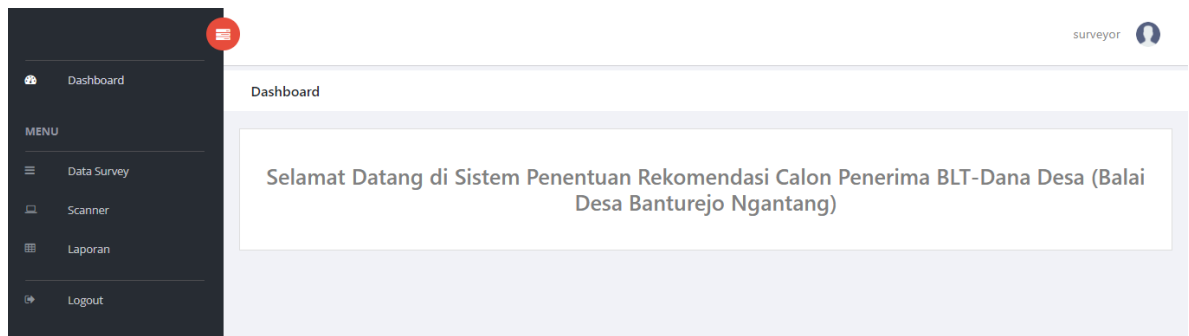 surveyor
Dashboard
Dashboard
MENU
Data Survey
Selamat Datang di Sistem Penentuan Rekomendasi Calon Penerima BLT-Dana Desa (Balai
Desa Banturejo Ngantang)
Scanner
Laporan
Logout